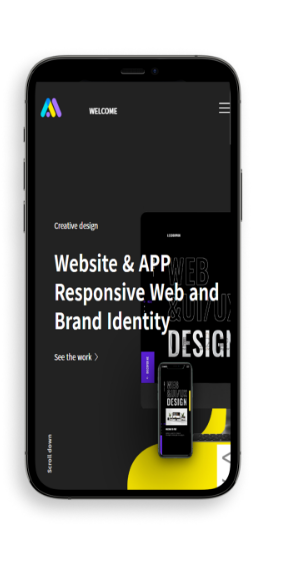 WELCOME
Creative design
Website & APP
Responsive Web and
Brand Identity
See the work
Scroll down
WEB
&UI/UX
DESIGN
DESIGN